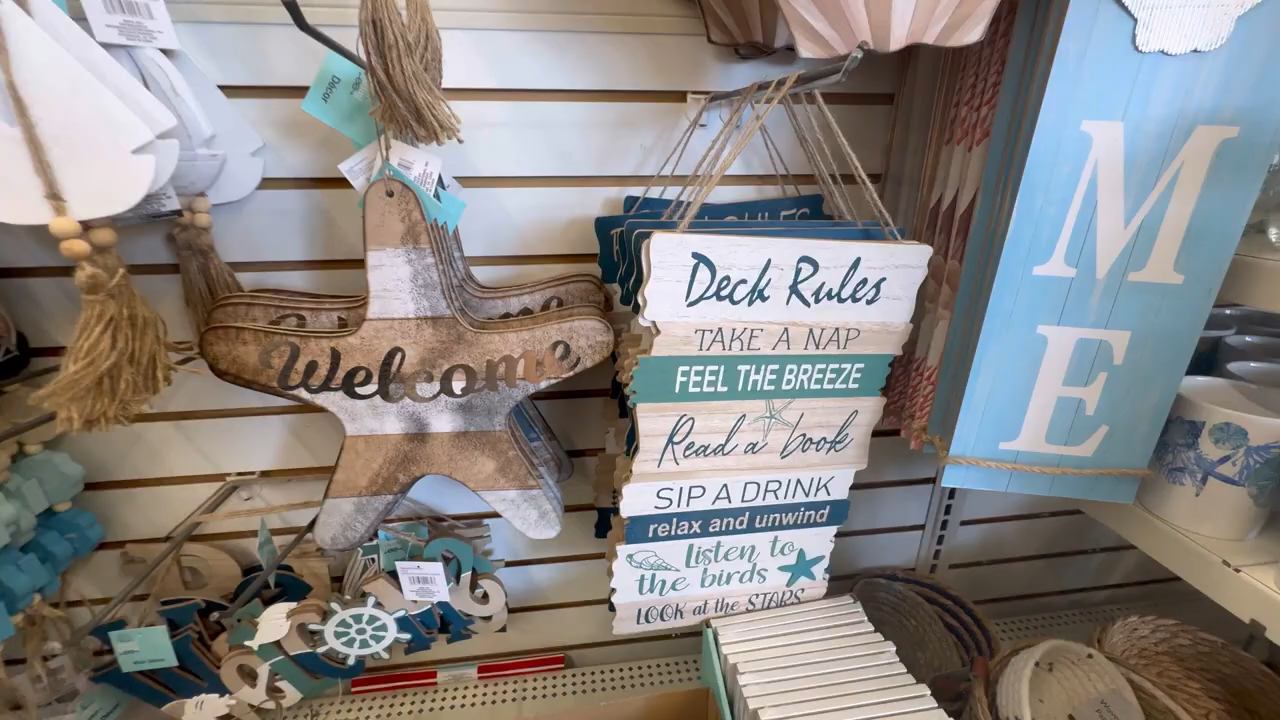 Décor
Welcome
Deck Rules
TAKE A NAP
FEEL THE BREEZE
Read a book
SIP A DRINK
relax and unwind
Listen to
the birds
LOOK at the STARS
M
E